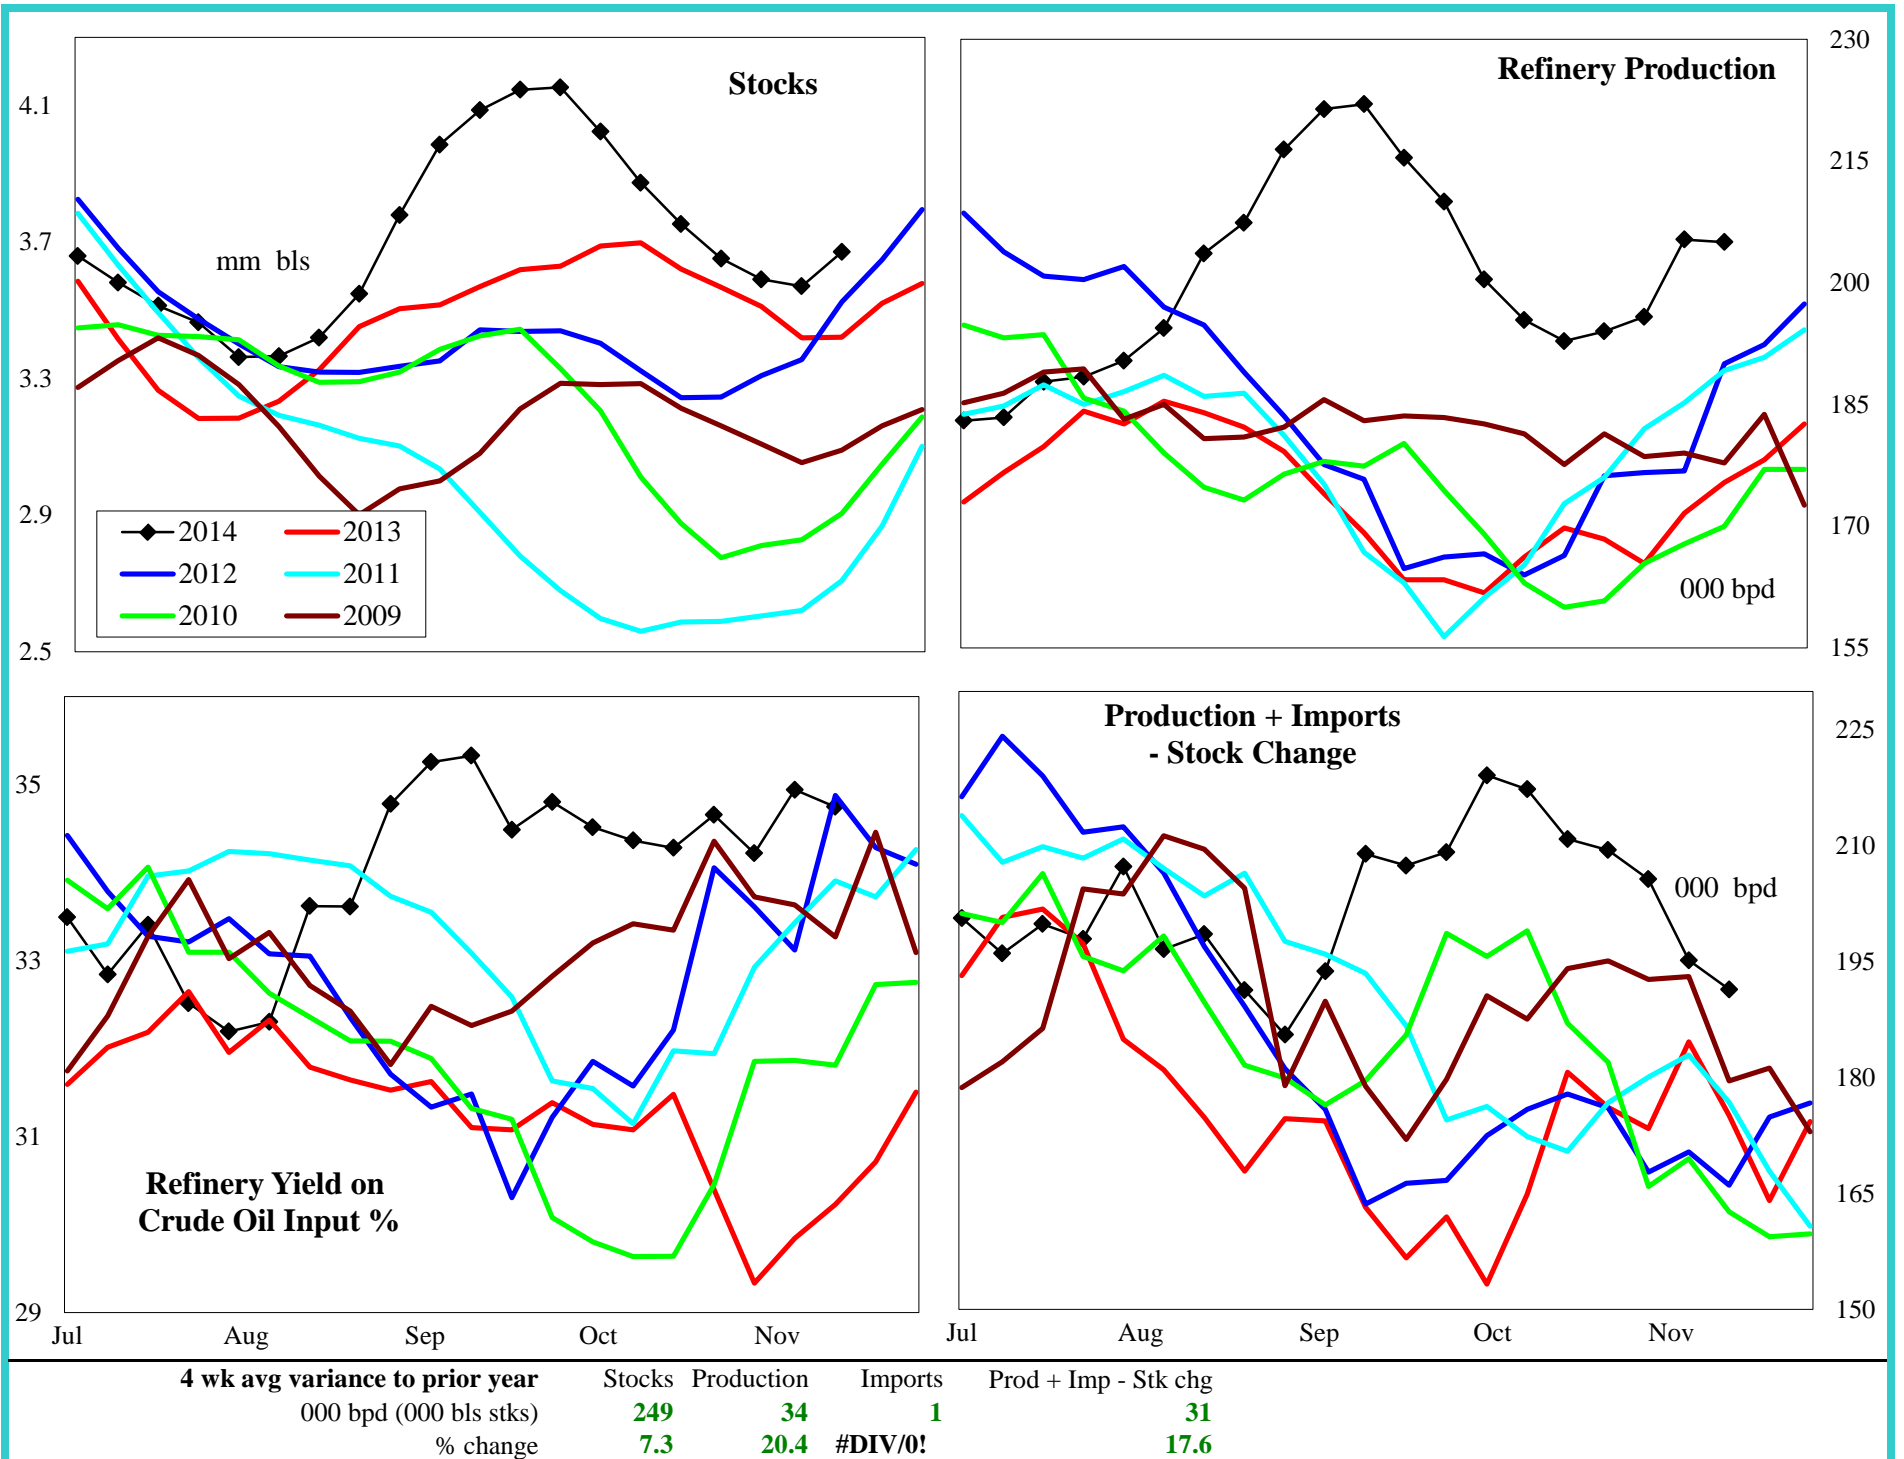 Stocks
mm bls
4.1
3.7
3.3
2.9
2.5
2014 2013
2012 2011
2010 2009
Refinery Production
000 bpd
230
215
200
185
170
155
35
33
31
29
Refinery Yield on
Crude Oil Input %
Jul Aug Sep Oct Nov
Production + Imports
- Stock Change
000 bpd
225
210
195
180
165
150
Jul Aug Sep Oct Nov
4 wk avg variance to prior year Stocks Production Imports Prod + Imp - Stk chg
000 bpd (000 bls stks) 249 34 1 31
% change 7.3 20.4 #DIV/0! 17.6